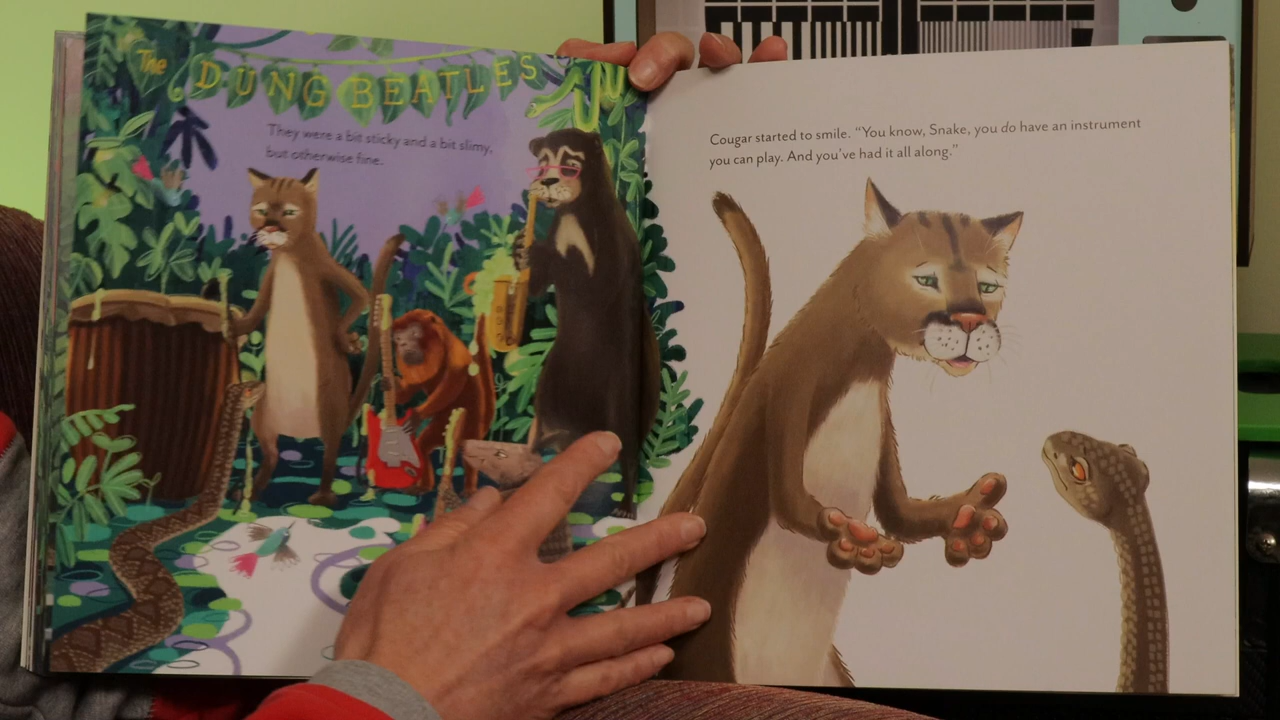 The DUNG BEATLES
They were a bit sticky and a bit slimy,
but otherwise fine.
Cougar started to smile. “You know, Snake, you do have an instrument
you can play. And you’ve had it all along.”